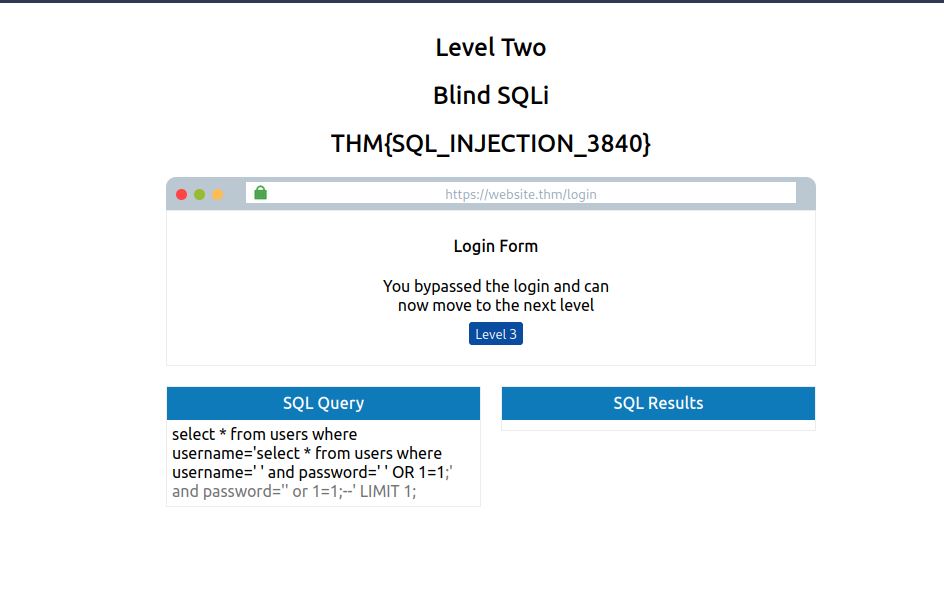 Level Two
Blind SQLi
THM{SQL_INJECTION_3840}
https://website.thm/login
Login Form
You bypassed the login and can
now move to the next level
Level 3
SQL Query
select * from users where
username='select * from users where
username=' ' and password=' ' OR 1=1;'
and password='' or 1=1;--' LIMIT 1;
SQL Results